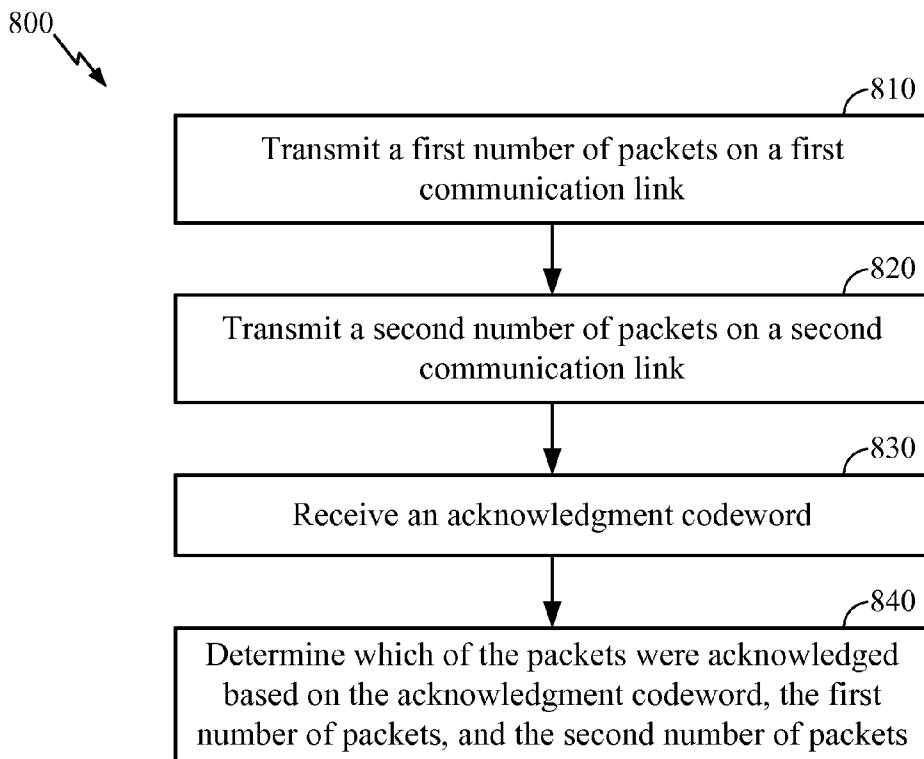 800
810
Transmit a first number of packets on a first
communication link
820
Transmit a second number of packets on a second
communication link
830
Receive an acknowledgment codeword
840
Determine which of the packets were acknowledged
based on the acknowledgment codeword, the first
number of packets, and the second number of packets